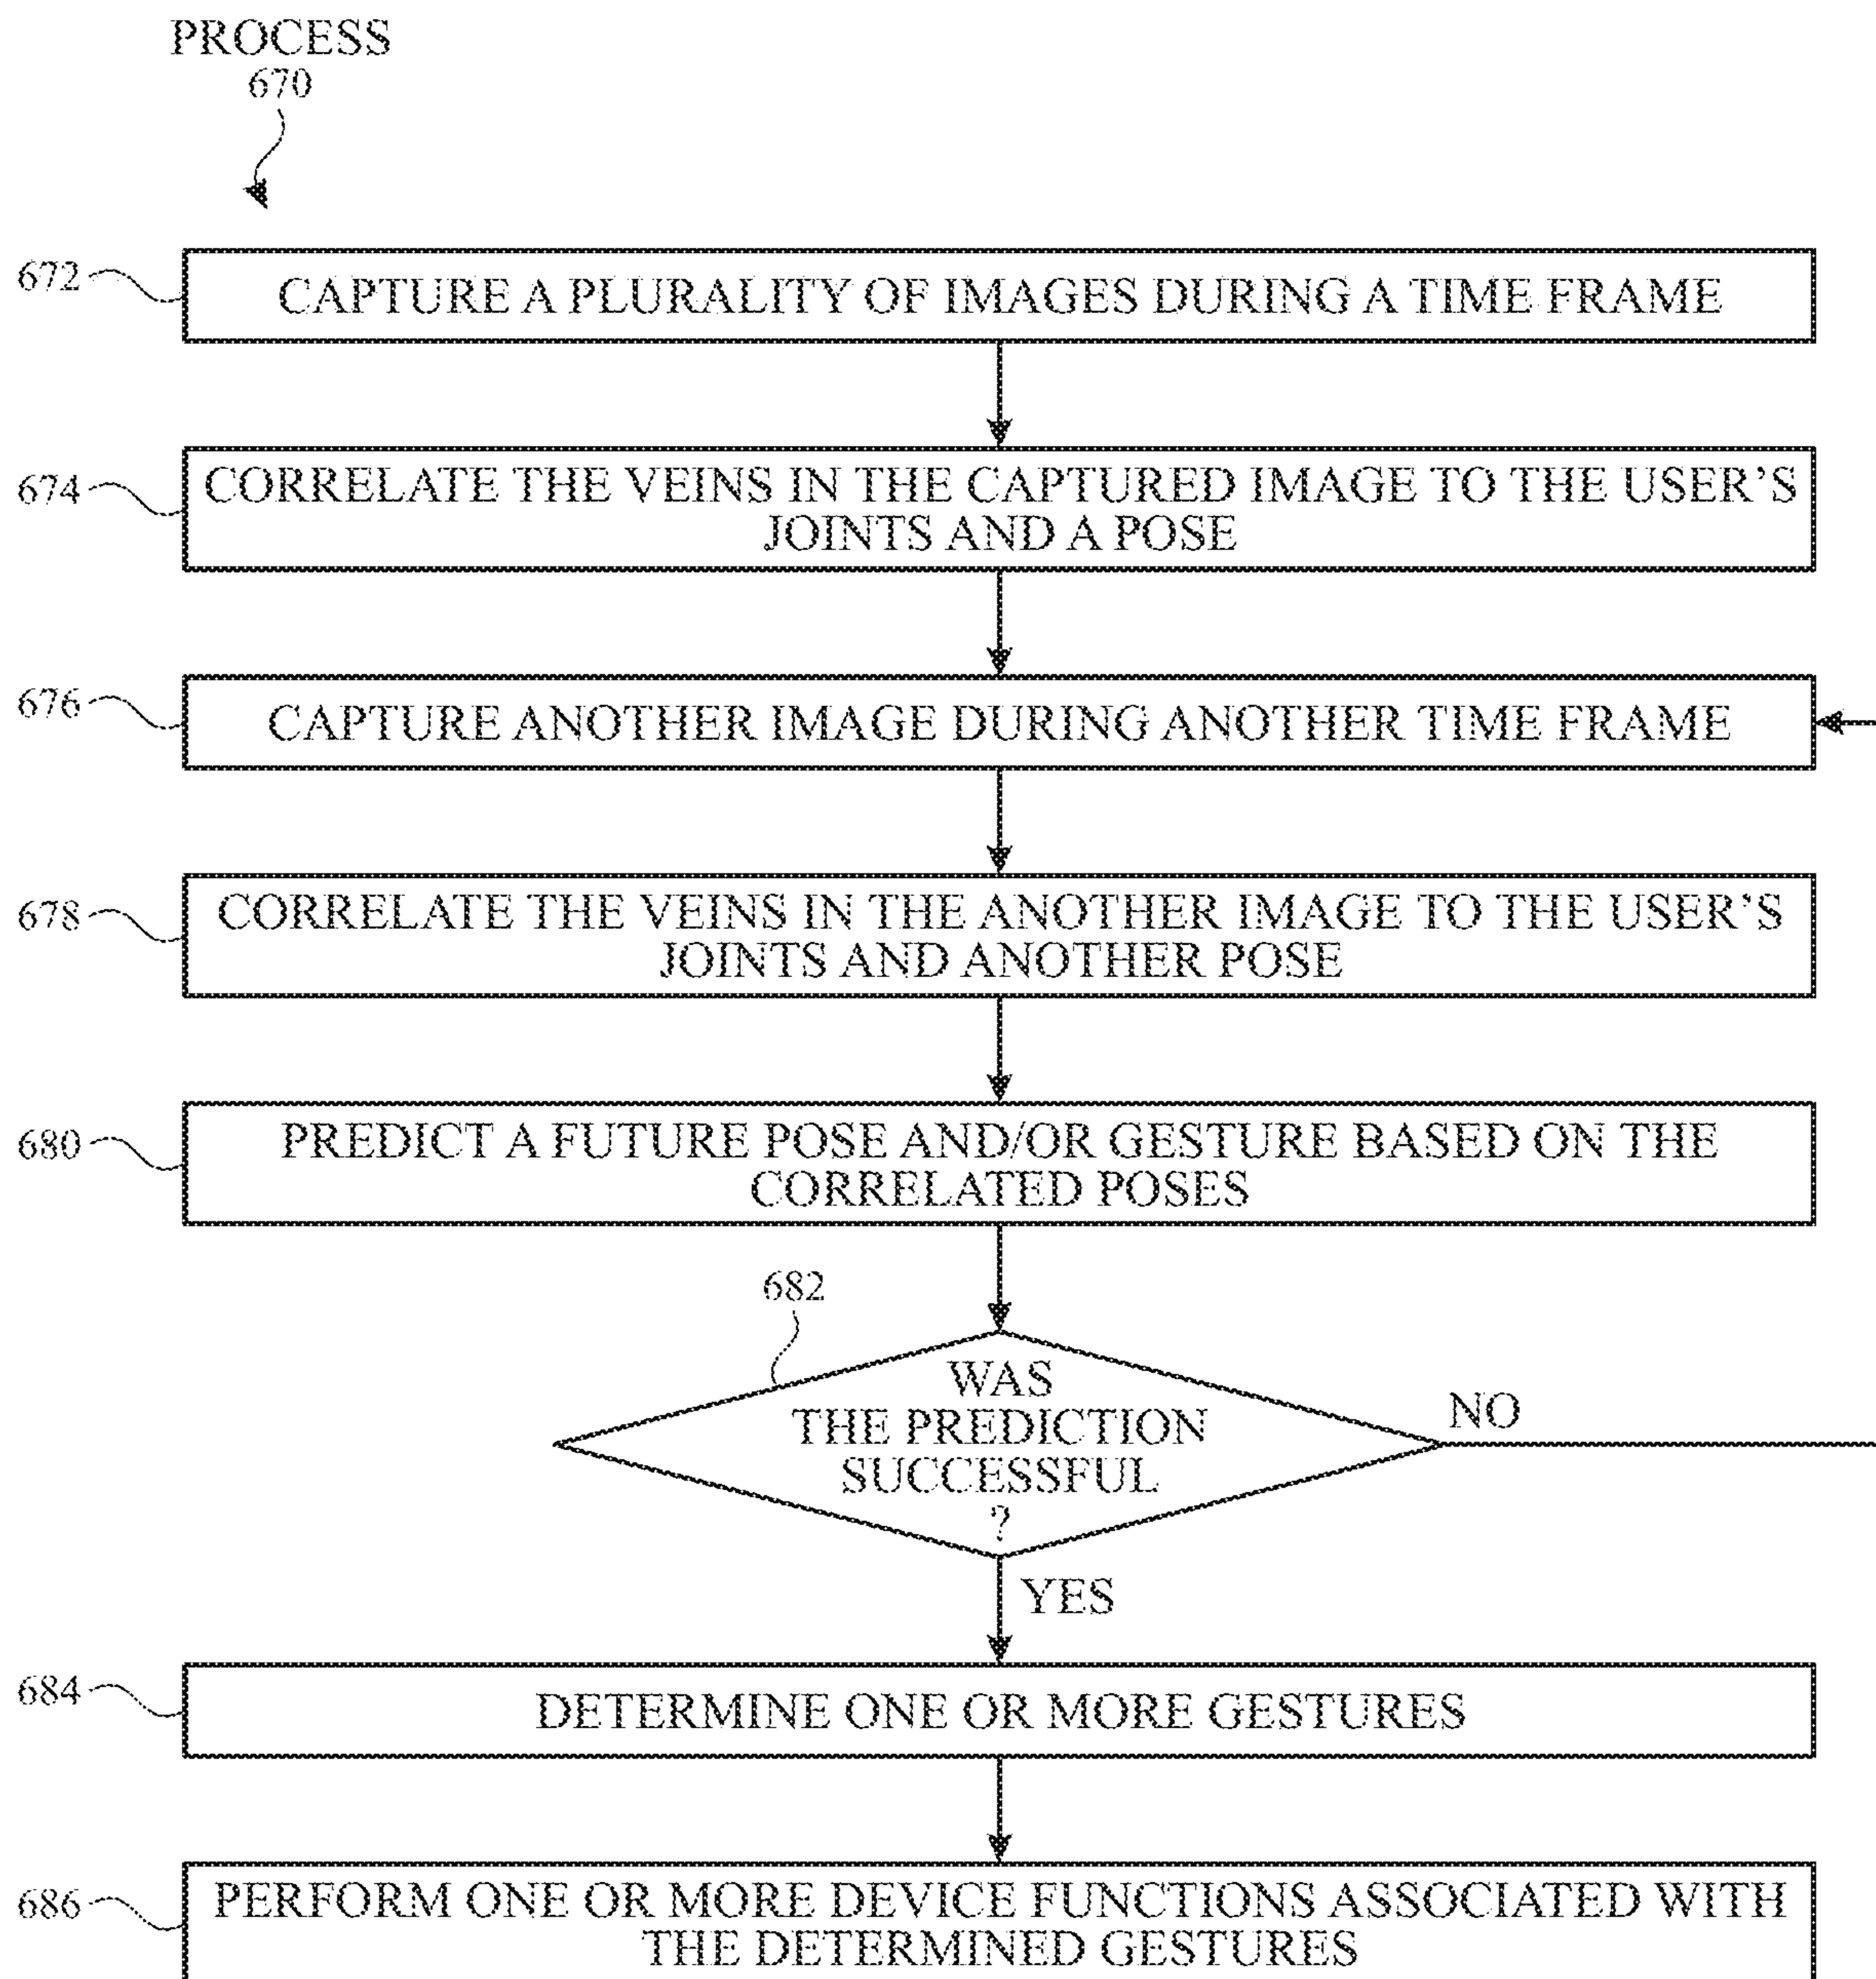 PROCESS
670
672
CAPTURE A PLURALITY OF IMAGES DURING A TIME FRAME
674
CORRELATE THE VEINS IN THE CAPTURED IMAGE TO THE USER'S
JOINTS AND A POSE
676
CAPTURE ANOTHER IMAGE DURING ANOTHER TIME FRAME
678
CORRELATE THE VEINS IN THE ANOTHER IMAGE TO THE USER'S
JOINTS AND ANOTHER POSE
680
PREDICT A FUTURE POSE AND/OR GESTURE BASED ON THE
CORRELATED POSES
682
WAS
THE PREDICTION
SUCCESSFUL
?
NO
YES
684
DETERMINE ONE OR MORE GESTURES
686
PERFORM ONE OR MORE DEVICE FUNCTIONS ASSOCIATED WITH
THE DETERMINED GESTURES